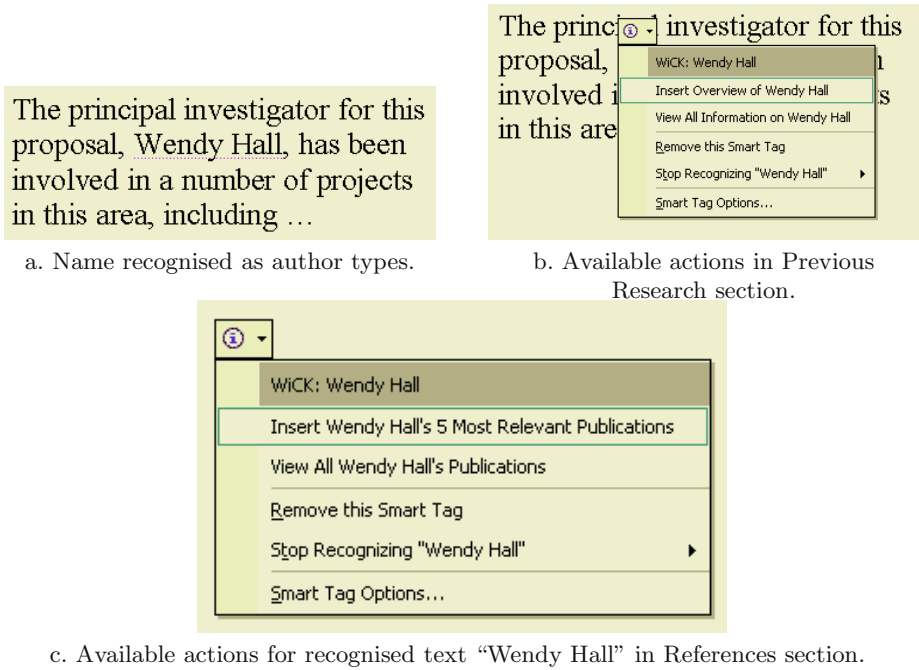 The principal investigator for this
proposal, Wendy Hall, has been
involved in a number of projects
in this area, including …
a. Name recognised as author types.
The princi investigator for this
proposal,
involved i s
in this are
WiCK: Wendy Hall
Insert Overview of Wendy Hall
View All Information on Wendy Hall
Remove this Smart Tag
Stop Recognizing "Wendy Hall"
Smart Tag Options...
b. Available actions in Previous
Research section.
WiCK: Wendy Hall
Insert Wendy Hall's 5 Most Relevant Publications
View All Wendy Hall's Publications
Remove this Smart Tag
Stop Recognizing "Wendy Hall"
Smart Tag Options...
c. Available actions for recognised text “Wendy Hall” in References section.